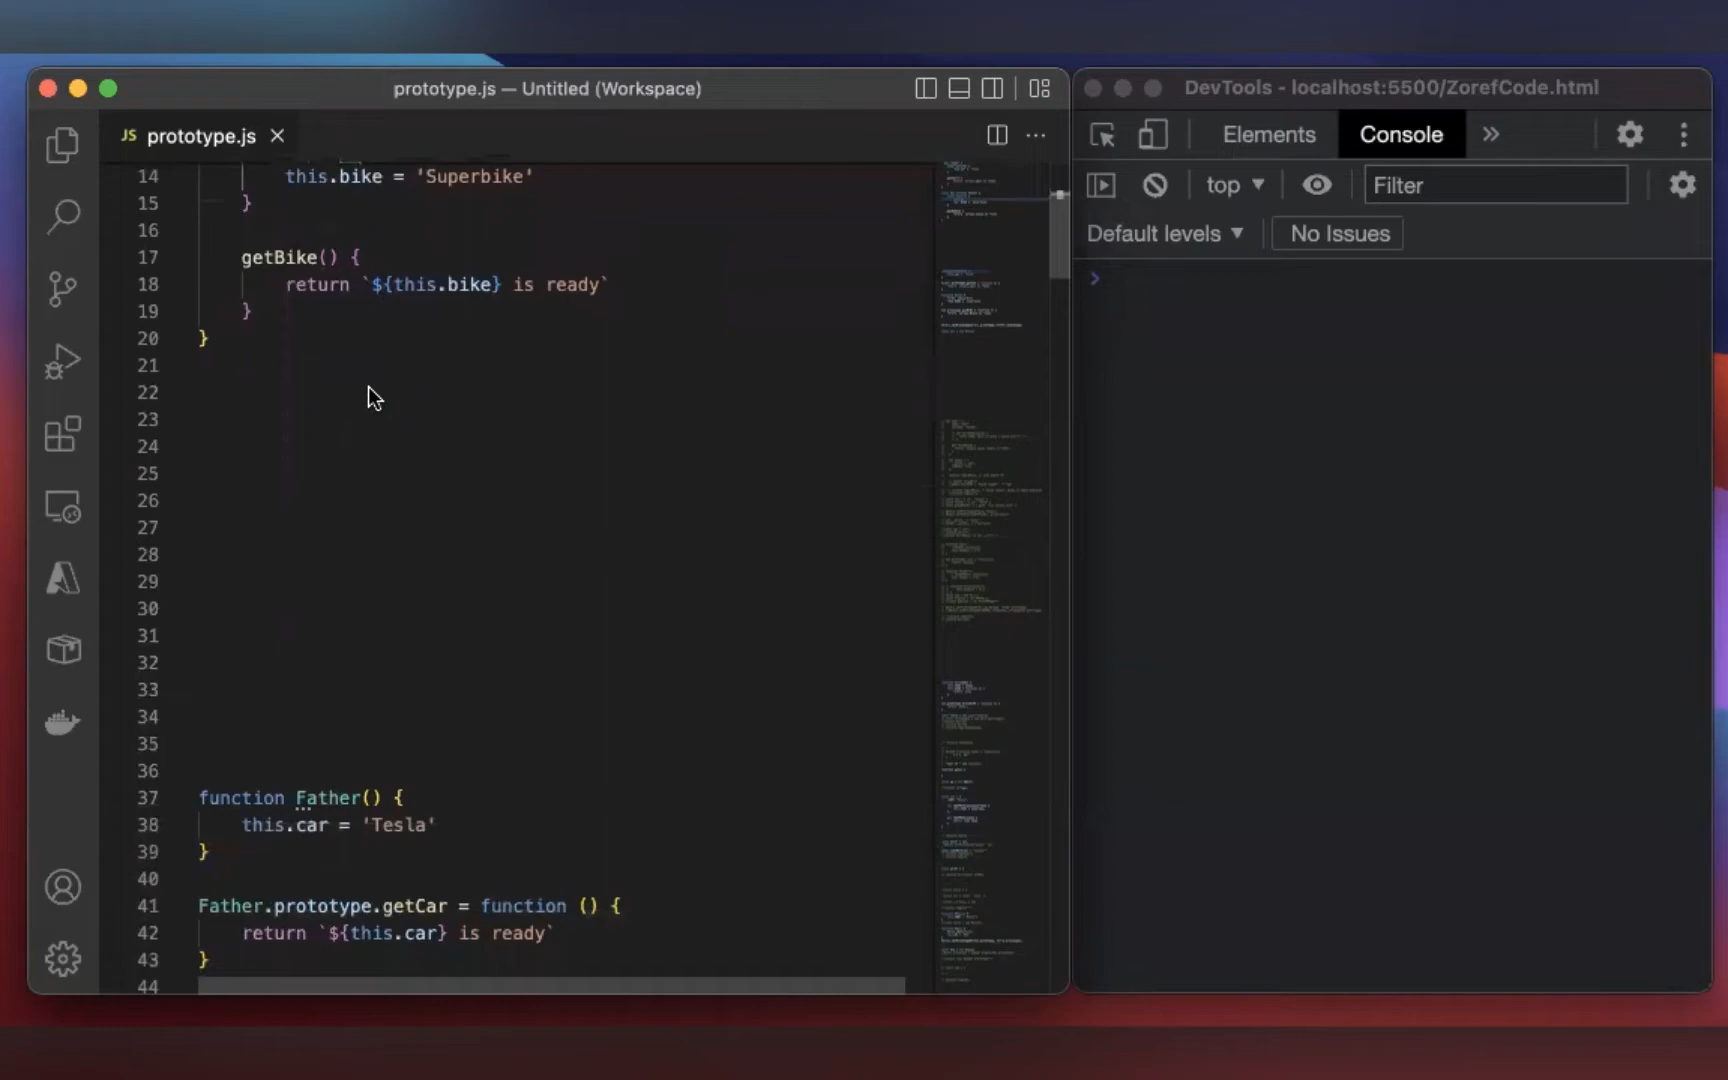 prototype.js — Untitled (Workspace)
JS prototype.js
14 this.bike = 'Superbike'
15 }
16
17 getBike() {
18 return `${this.bike} is ready`
19 }
20 }
21
22
23
24
25
26
27
28
29
30
31
32
33
34
35
36
37 function Father() {
38 this.car = 'Tesla'
39 }
40
41 Father.prototype.getCar = function () {
42 return `${this.car} is ready`
43 }
44
DevTools - localhost:5500/ZorefCode.html
Elements Console »
top Filter
Default levels No Issues